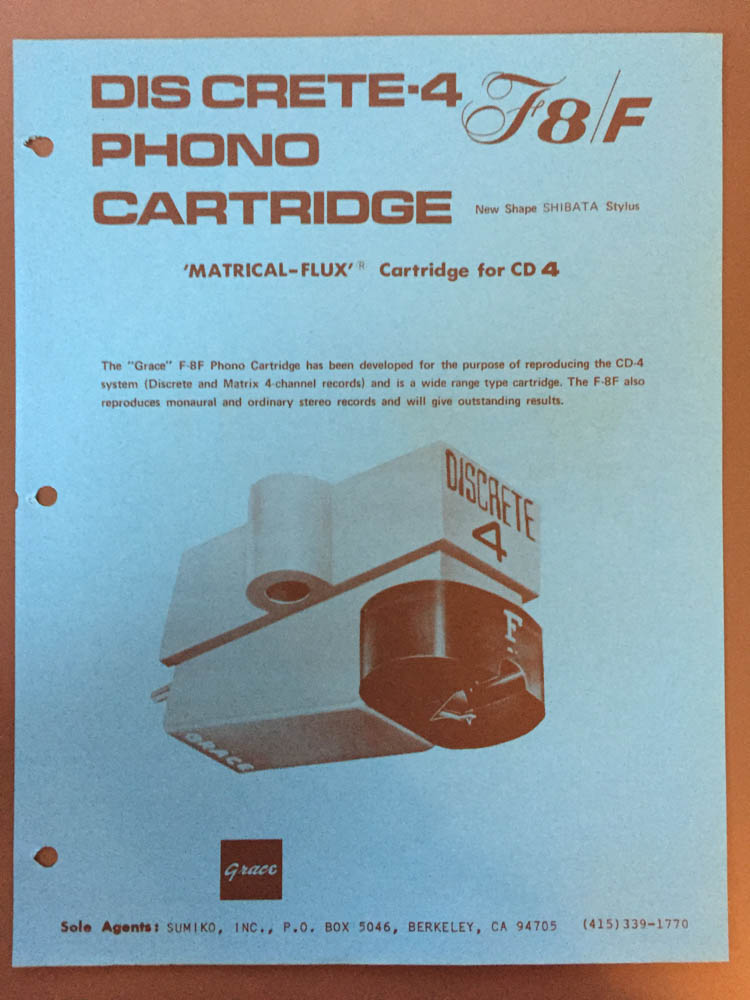 DISCRETE-4 F8/F
PHONO
CARTRIDGE New Shape SHIBATA Stylus
'MATRICAL-FLUX'® Cartridge for CD 4
The "Grace" F-8F Phono Cartridge has been developed for the purpose of reproducing the CD-4
system (Discrete and Matrix 4-channel records) and is a wide range type cartridge. The F-8F also
reproduces monaural and ordinary stereo records and will give outstanding results.
DISCRETE
4
F
GRACE
Grace
Sole Agents: SUMIKO, INC., P.O. BOX 5046, BERKELEY, CA 94705 (415)339-1770